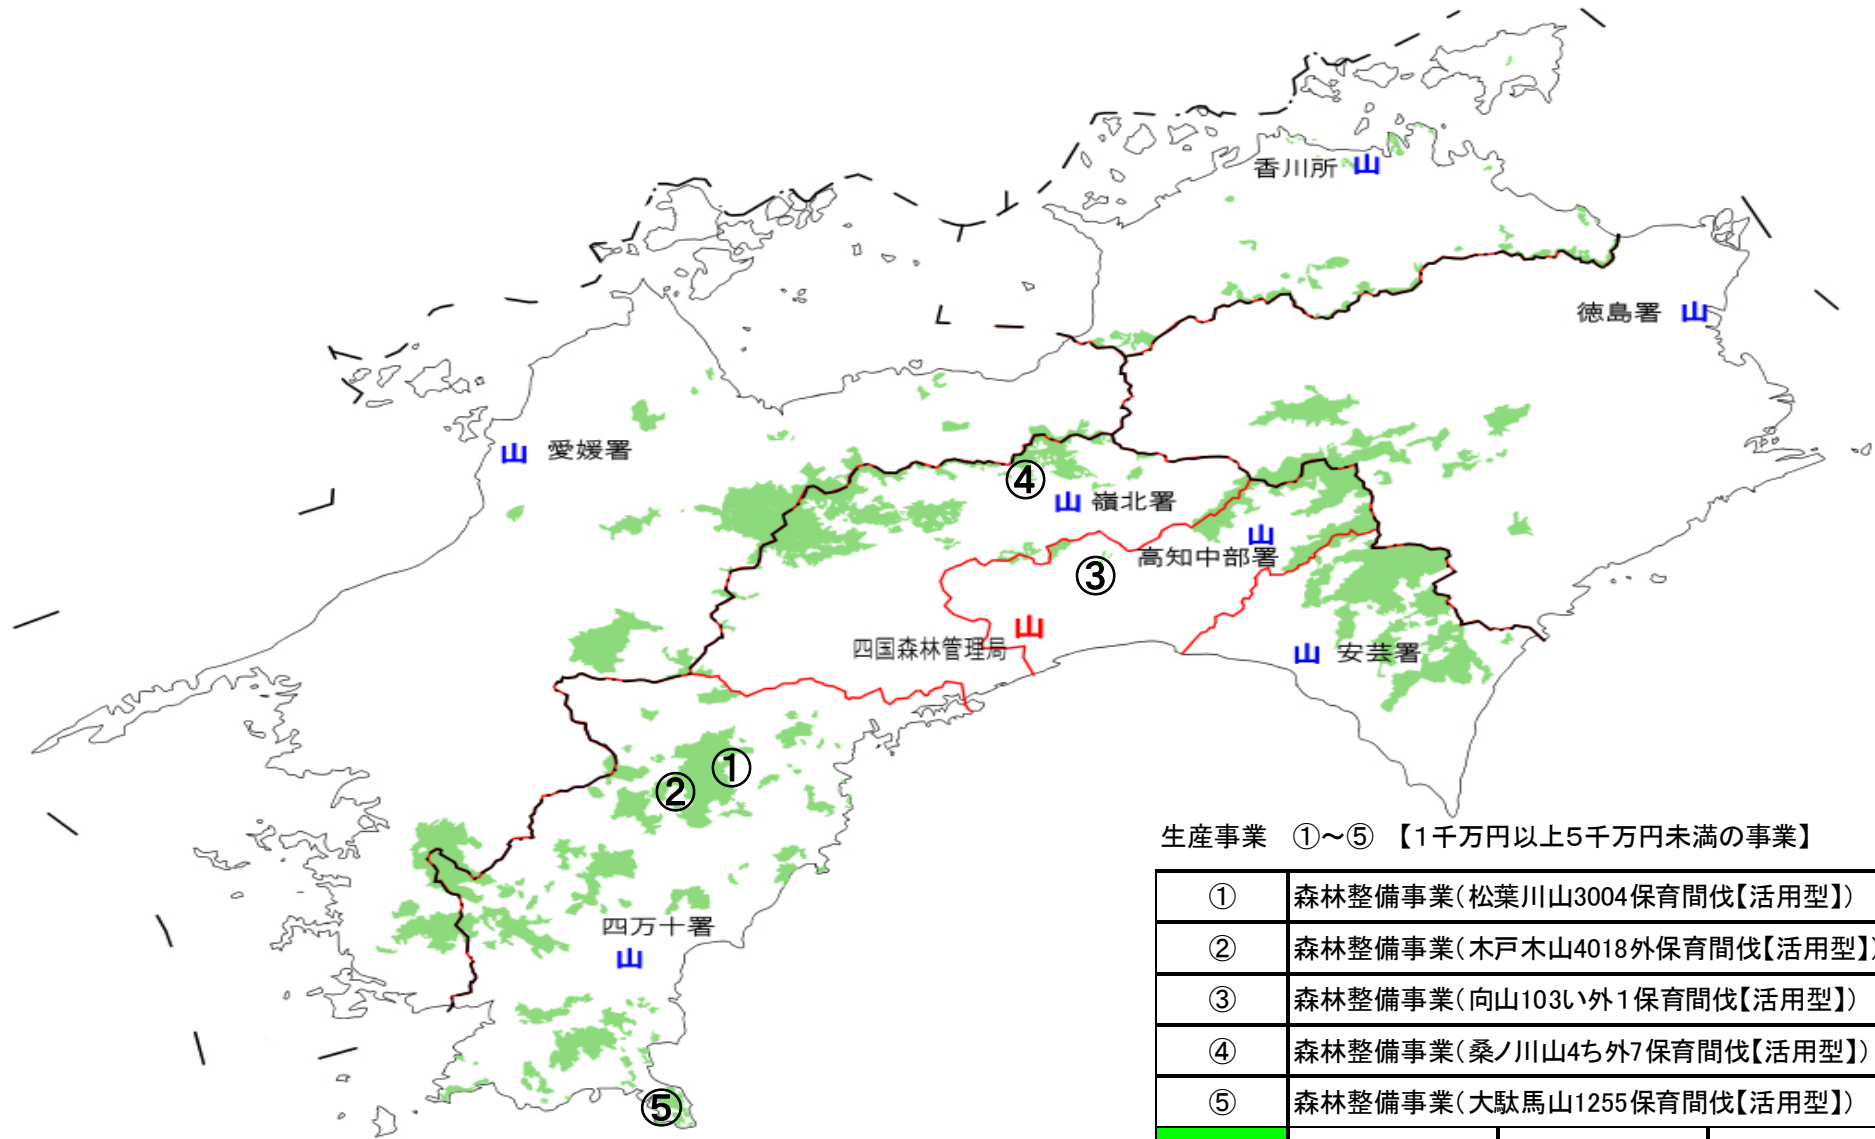 香川所 山
徳島署 山
山 愛媛署
④
山 嶺北署
山
高知中部署
③
山
四国森林管理局
山 安芸署
①
②
四万十署
山
⑤
生産事業 ①～⑤ 【1千万円以上5千万円未満の事業】
① 森林整備事業(松葉川山3004保育間伐【活用型】)
② 森林整備事業(木戸木山4018外保育間伐【活用型】)
③ 森林整備事業(向山103い外1保育間伐【活用型】)
④ 森林整備事業(桑ノ川山4ち外7保育間伐【活用型】)
⑤ 森林整備事業(大駄馬山1255保育間伐【活用型】)